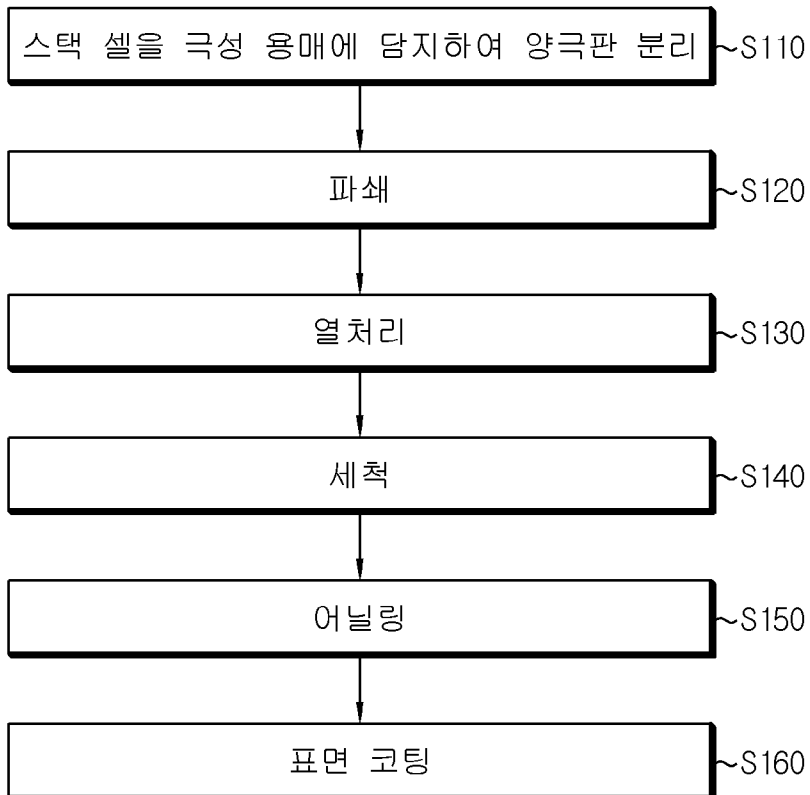 스택 셀을 극성 용매에 담지하여 양극판 분리 ~S110
파쇄 ~S120
열처리 ~S130
세척 ~S140
어닐링 ~S150
표면 코팅 ~S160